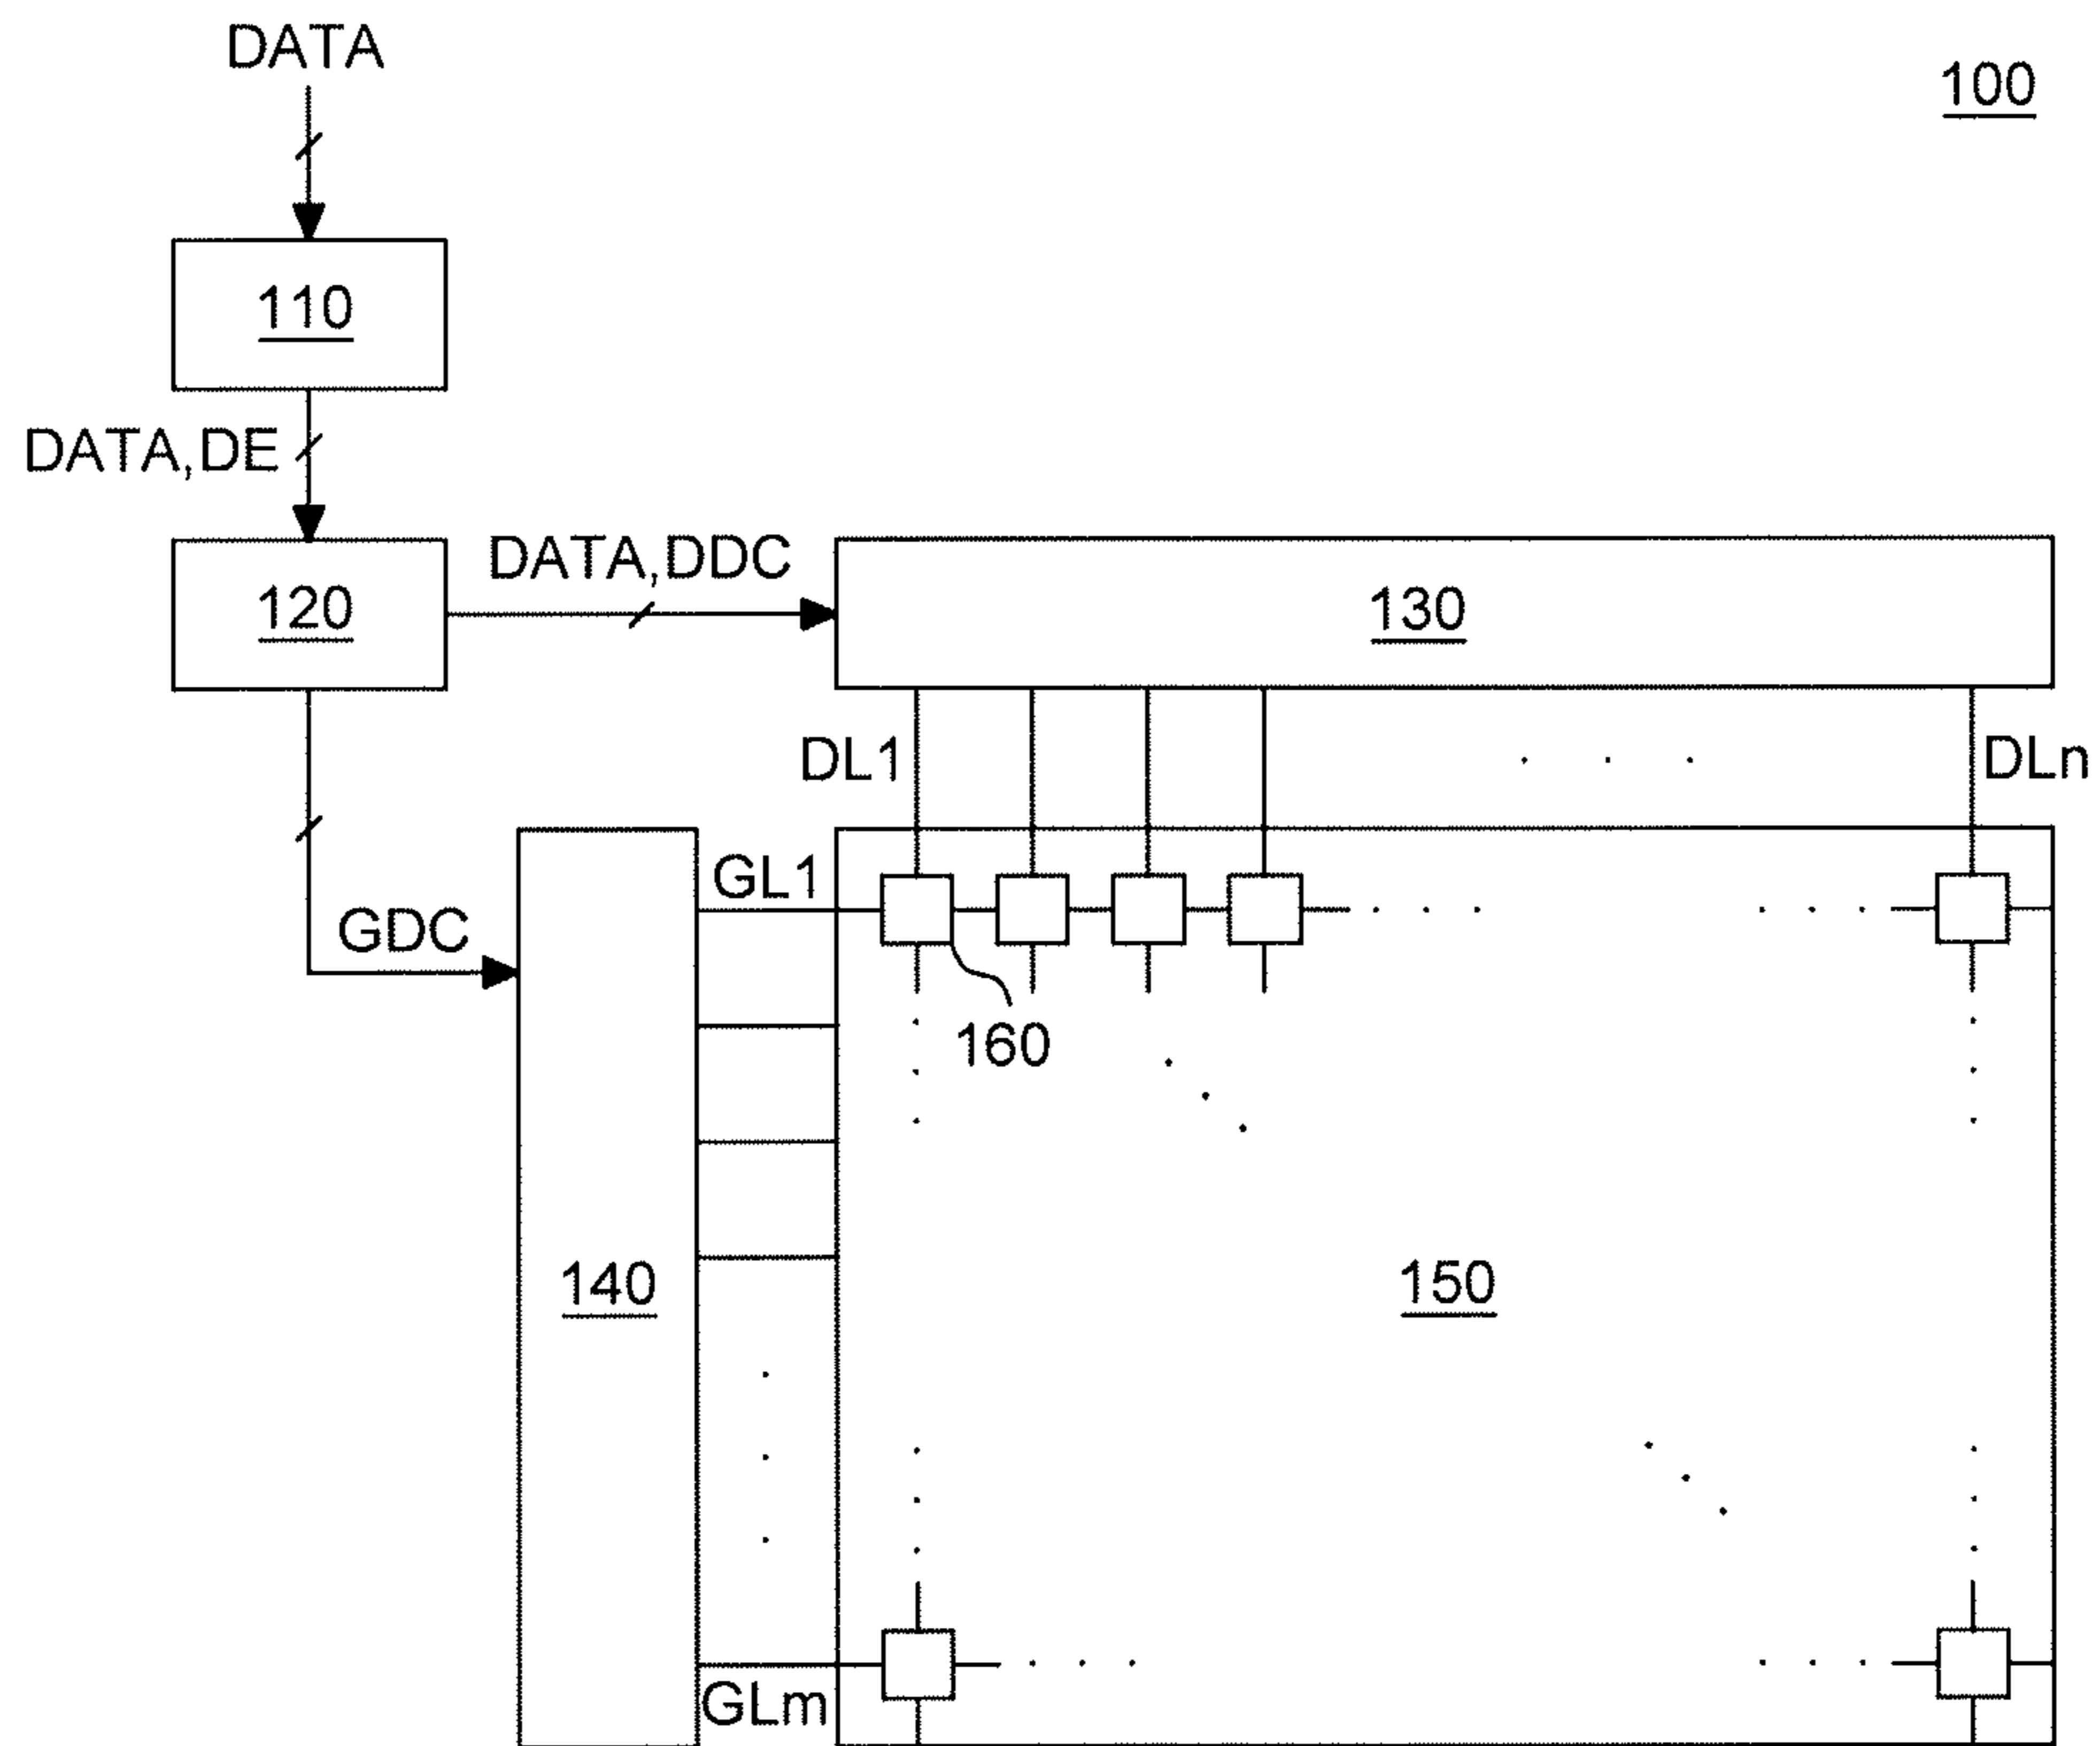 DATA
100
110
DATA,DE
DATA,DDC
120
130
DL1
DLn
GL1
GDC
160
140
150
GLm